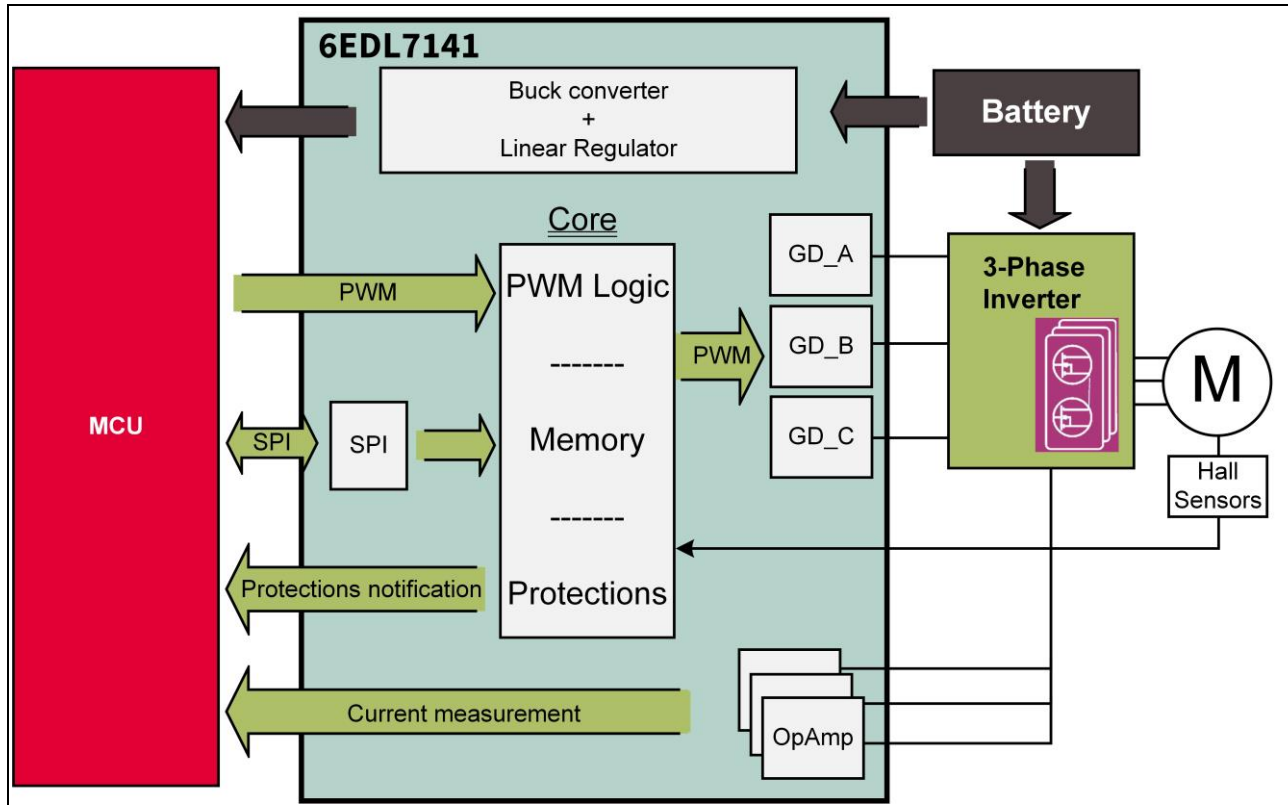 6EDL7141
Buck converter
+
Linear Regulator
Battery
Core
PWM Logic
-------
Memory
-------
Protections
GD_A
GD_B
GD_C
3-Phase
Inverter
PWM
PWM
MCU
SPI
SPI
M
Hall
Sensors
Protections notification
Current measurement
OpAmp